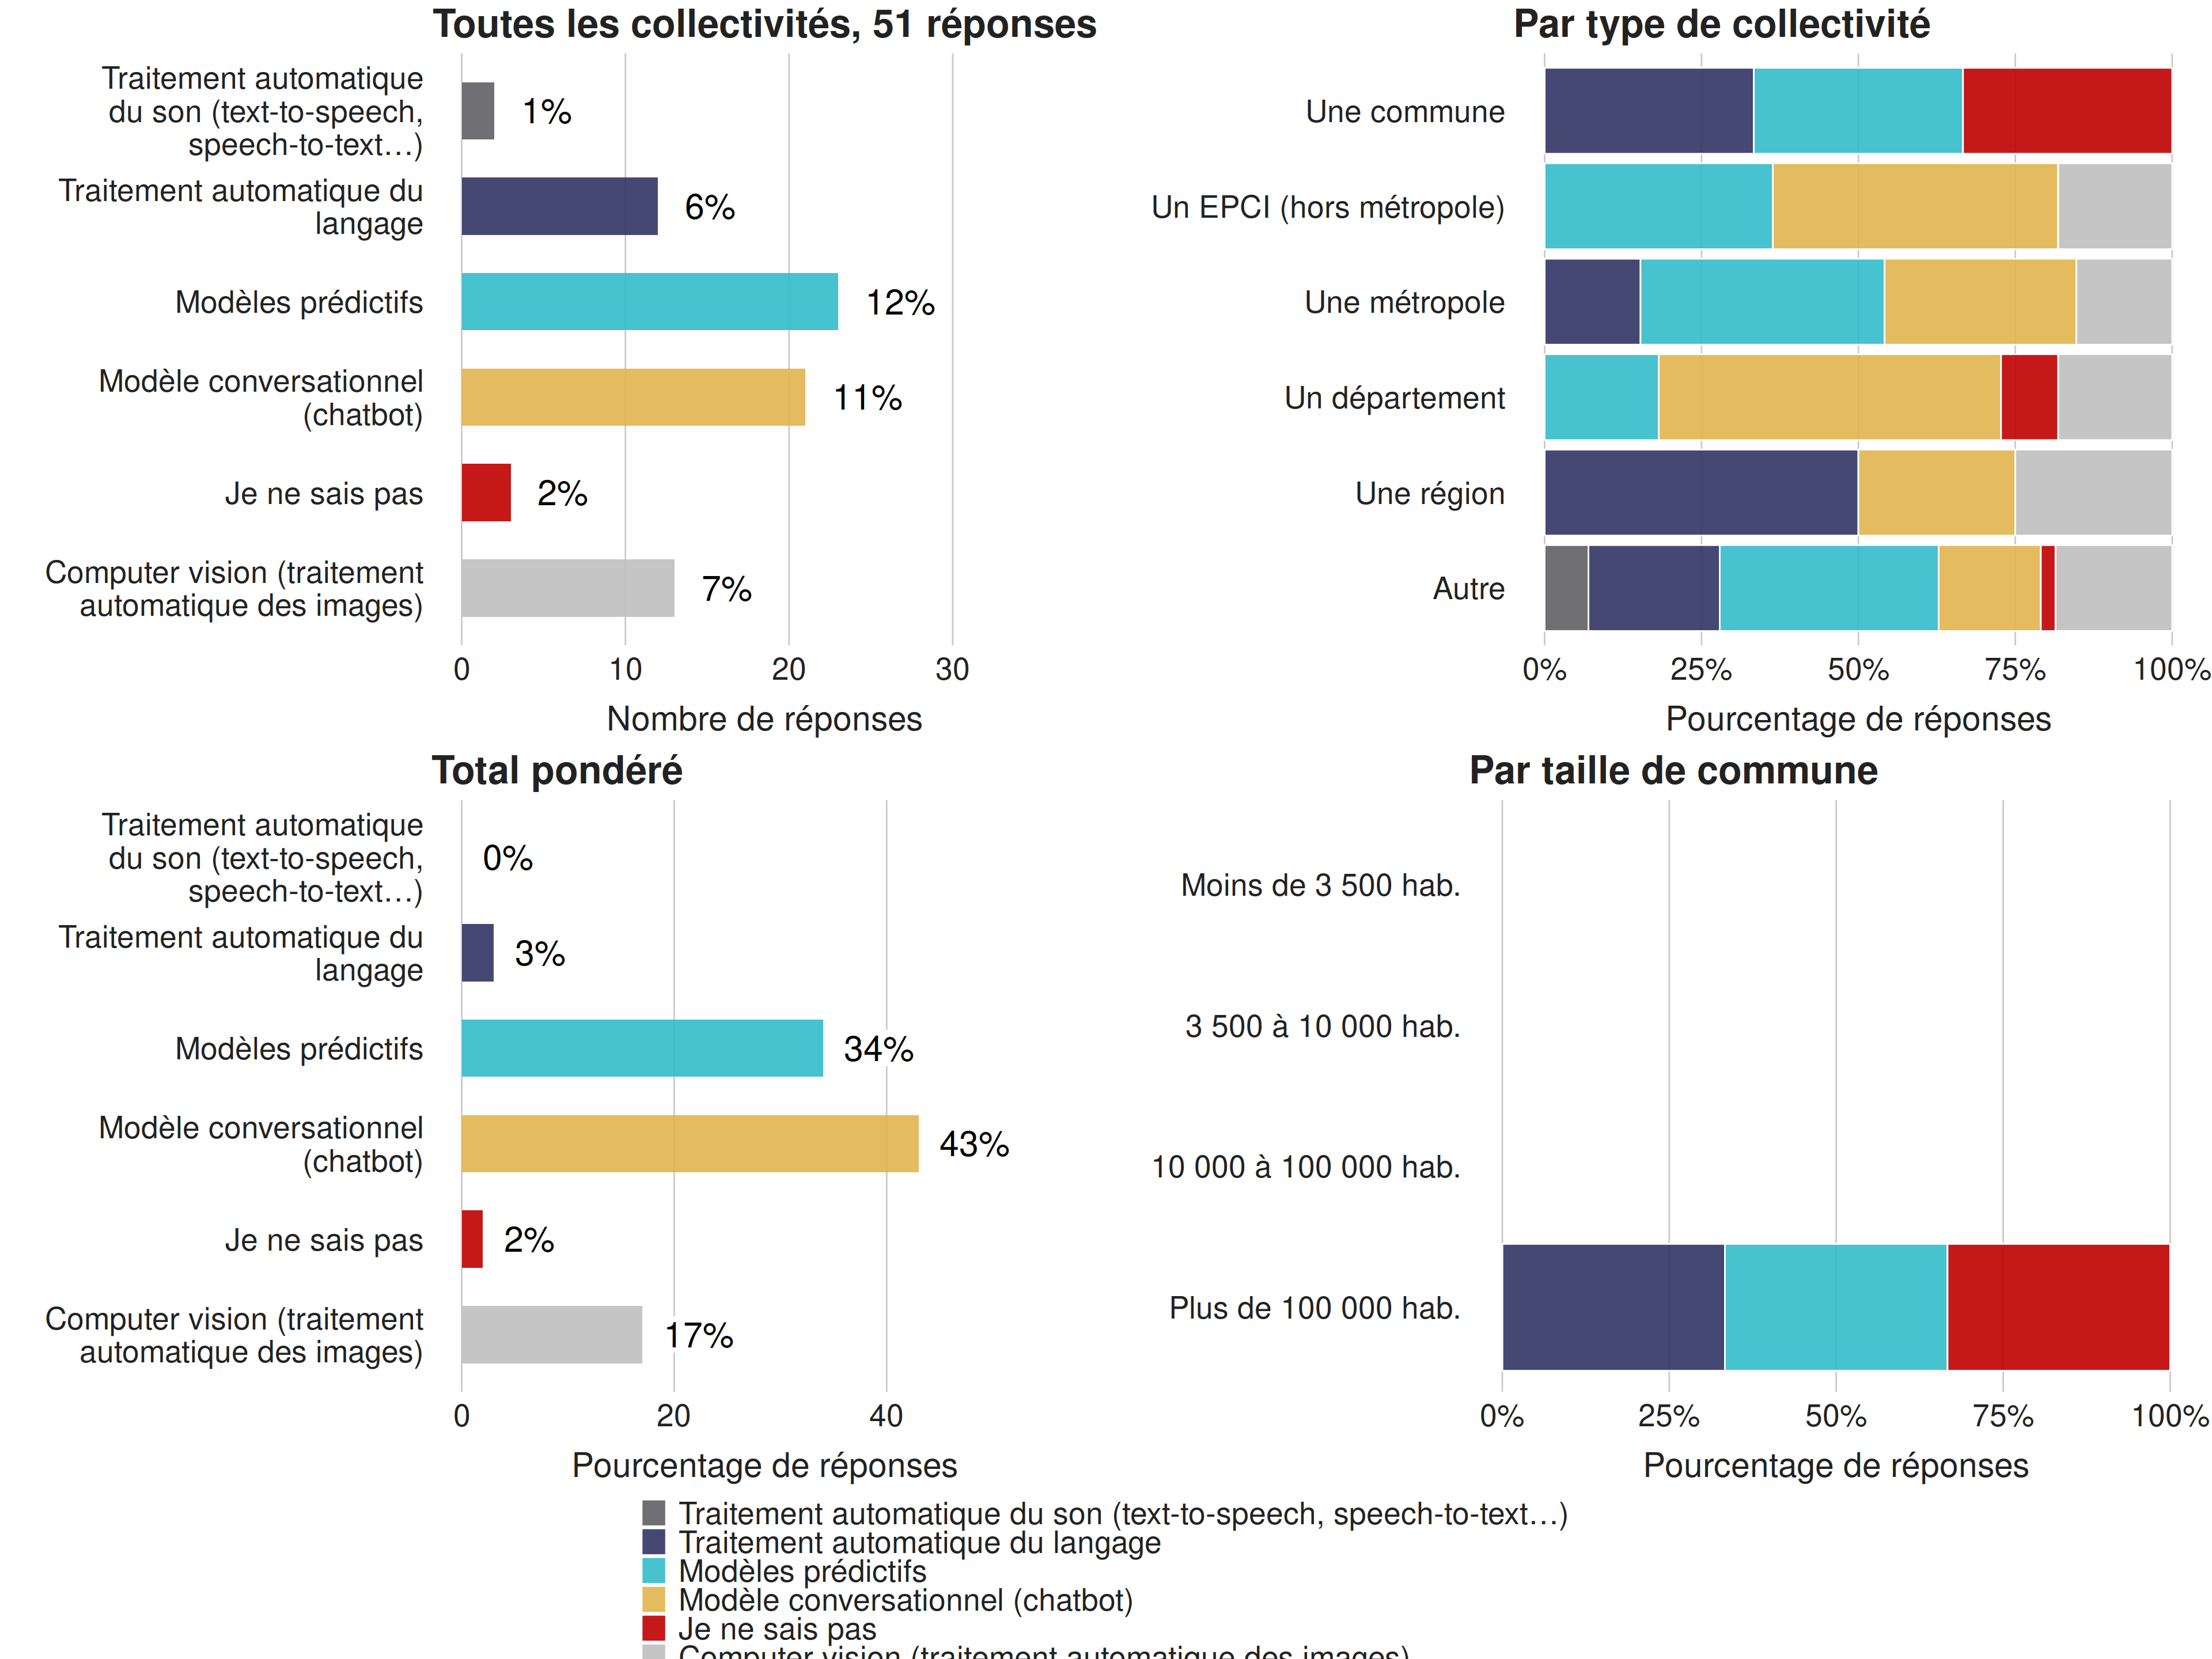 Toutes les collectivités, 51 réponses
Traitement automatique
du son (text-to-speech,
speech-to-text…)
1%
Traitement automatique du
langage
6%
Modèles prédictifs
12%
Modèle conversationnel
(chatbot)
11%
Je ne sais pas
2%
Computer vision (traitement
automatique des images)
7%
0 10 20 30
Nombre de réponses
Par type de collectivité
Une commune
Un EPCI (hors métropole)
Une métropole
Un département
Une région
Autre
0% 25% 50% 75% 100%
Pourcentage de réponses
Total pondéré
Traitement automatique
du son (text-to-speech,
speech-to-text…)
0%
Traitement automatique du
langage
3%
Modèles prédictifs
34%
Modèle conversationnel
(chatbot)
43%
Je ne sais pas
2%
Computer vision (traitement
automatique des images)
17%
0 20 40
Pourcentage de réponses
Par taille de commune
Moins de 3 500 hab.
3 500 à 10 000 hab.
10 000 à 100 000 hab.
Plus de 100 000 hab.
0% 25% 50% 75% 100%
Pourcentage de réponses
Traitement automatique du son (text-to-speech, speech-to-text…)
Traitement automatique du langage
Modèles prédictifs
Modèle conversationnel (chatbot)
Je ne sais pas
Computer vision (traitement automatique des images)